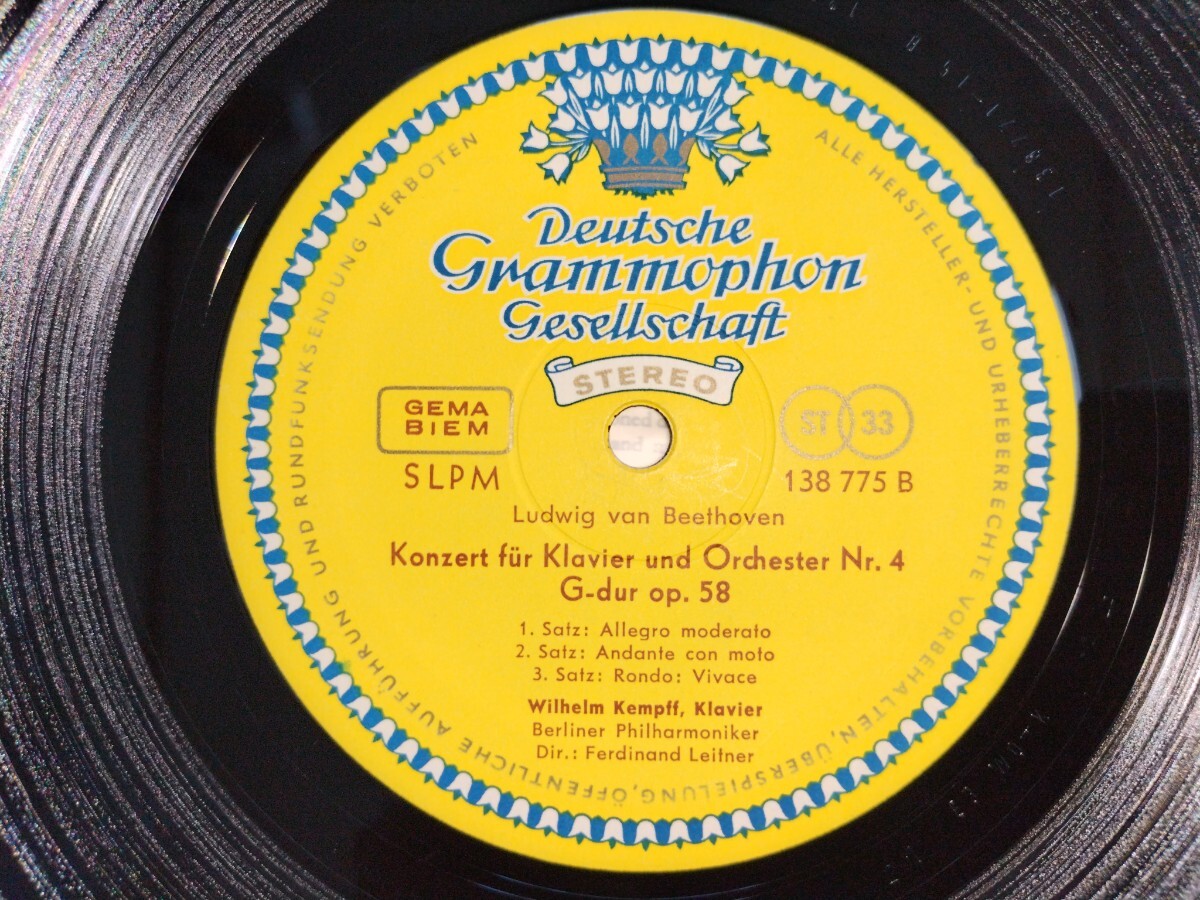 Deutsche
Grammophon
Gesellschaft
STEREO
GEMA
BIEM
SLPM
ST 33
138 775 B
Ludwig van Beethoven
Konzert für Klavier und Orchester Nr. 4
G-dur op. 58
1. Satz: Allegro moderato
2. Satz: Andante con moto
3. Satz: Rondo: Vivace
Wilhelm Kempff, Klavier
Berliner Philharmoniker
Dir.: Ferdinand Leitner
ALLE HERSTELLER- UND URHEBERRECHTE VORBEHALTEN, ÜBERSPIELUNG, ÖFFENTLICHE AUFFÜHRUNG UND RUNDFUNKSENDUNG VERBOTEN